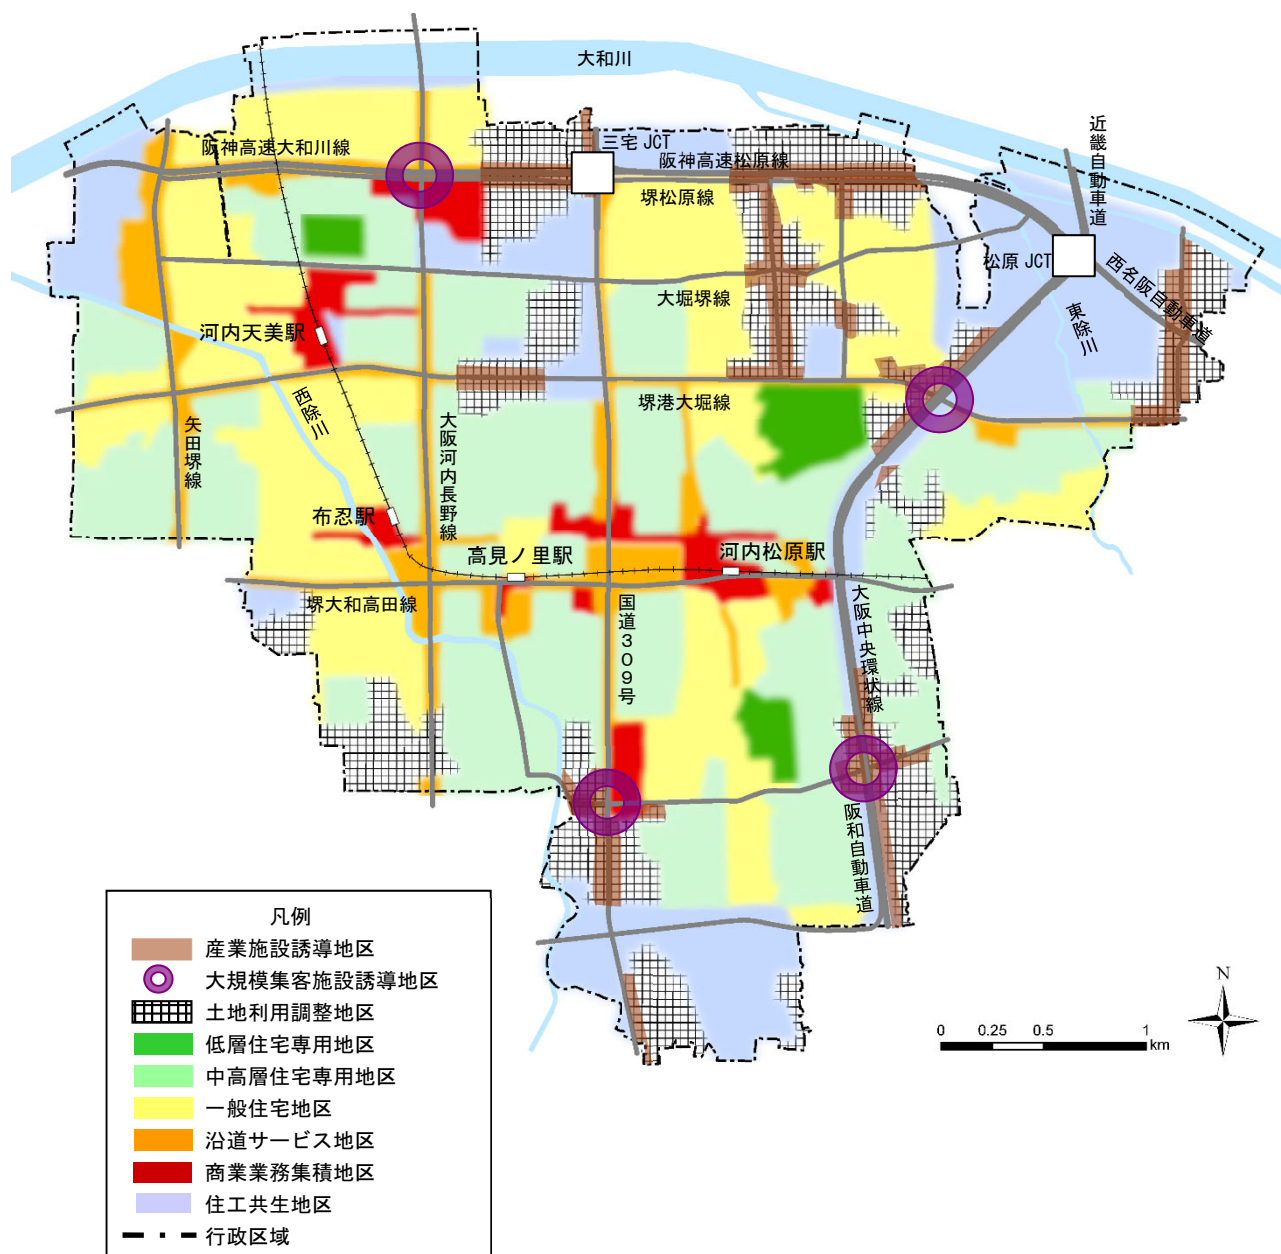 大和川
近畿自動車道
三宅 JCT
阪神高速大和川線
阪神高速松原線
堺松原線
松原 JCT
西名阪自動車道
大堀堺線
東除川
河内天美駅
西除川
堺港大堀線
矢田堺線
大阪河内長野線
布忍駅
高見ノ里駅
河内松原駅
堺大和高田線
国道309号
大阪中央環状線
阪和自動車道
凡例
産業施設誘導地区
大規模集客施設誘導地区
土地利用調整地区
低層住宅専用地区
中高層住宅専用地区
一般住宅地区
沿道サービス地区
商業業務集積地区
住工共生地区
行政区域
N
0 0.25 0.5 1
km